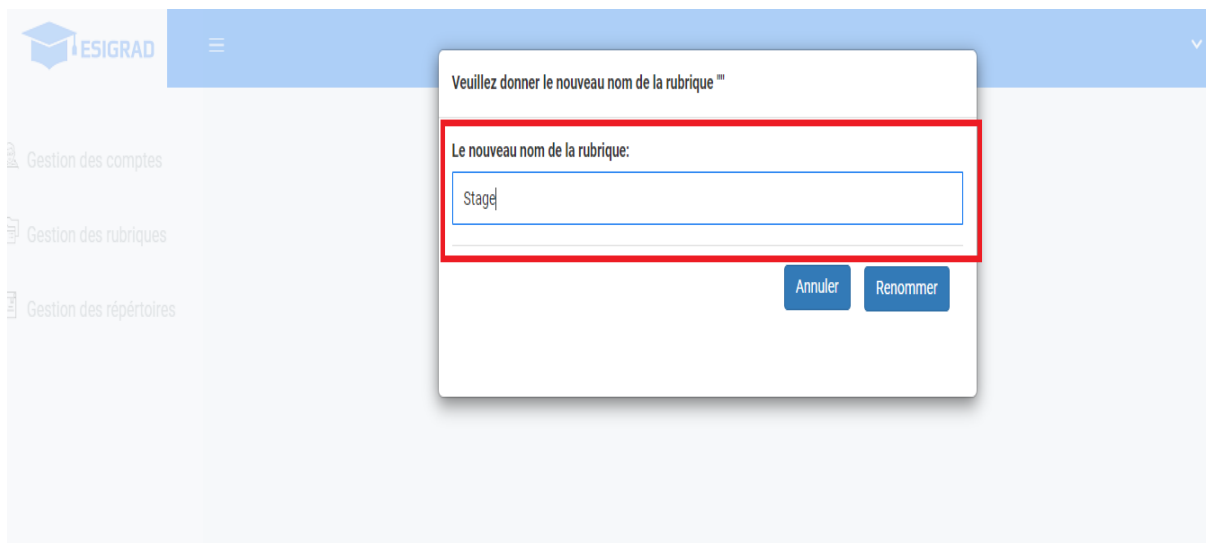 ESIGRAD
Veuillez donner le nouveau nom de la rubrique ""
Gestion des comptes
Gestion des rubriques
Gestion des répértoires
Le nouveau nom de la rubrique:
Stage
Annuler
Renommer